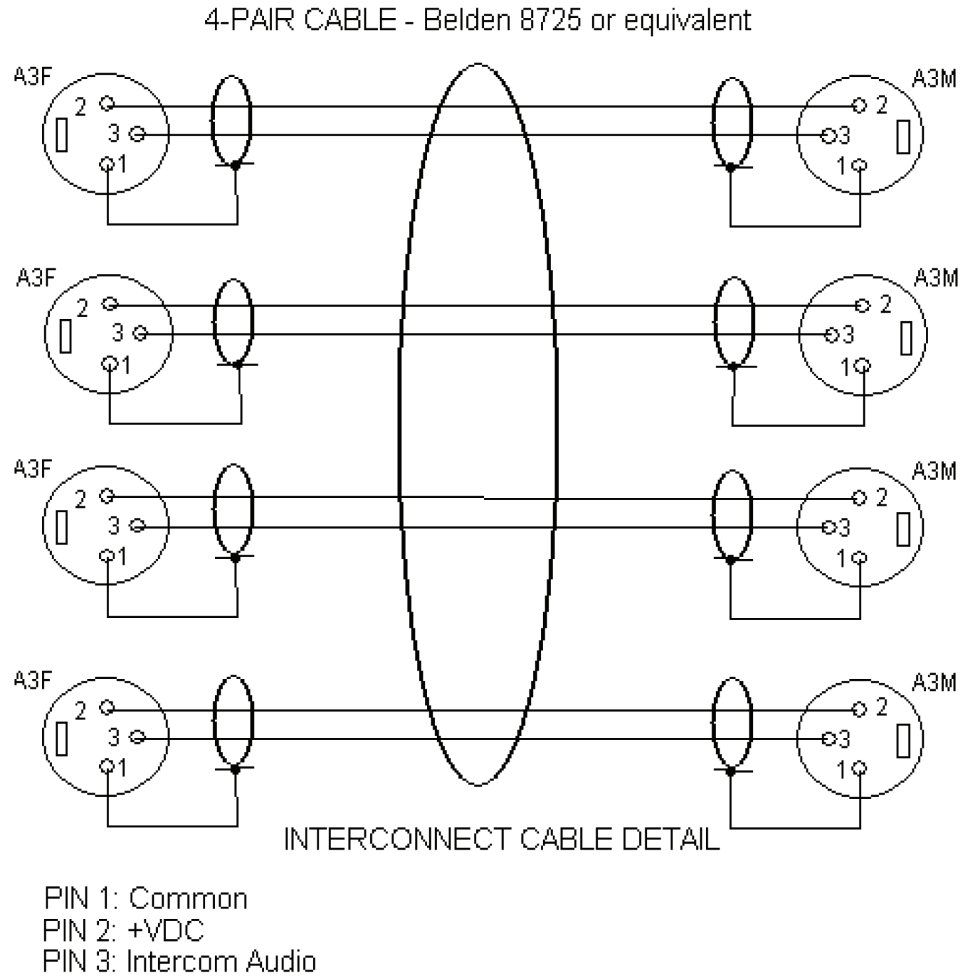 4-PAIR CABLE - Belden 8725 or equivalent
A3F
A3M
2
2
3
3
1
1
A3F
A3M
2
2
3
3
1
1
A3F
A3M
2
2
3
3
1
1
A3F
A3M
2
2
3
3
1
1
INTERCONNECT CABLE DETAIL
PIN 1: Common
PIN 2: +VDC
PIN 3: Intercom Audio